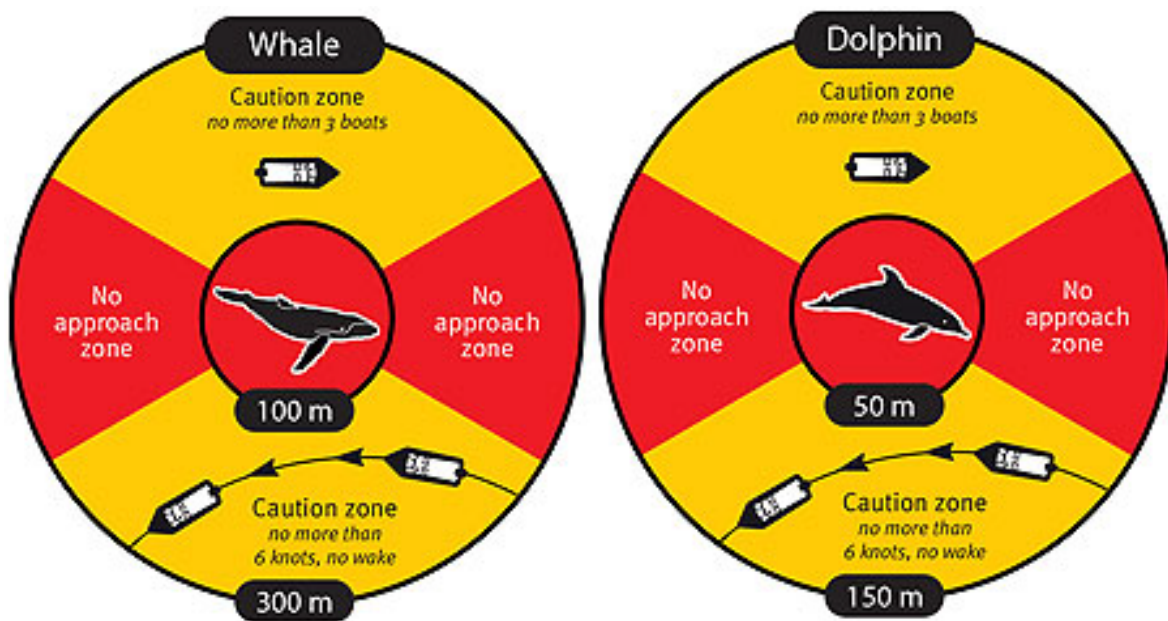 Whale
Caution zone
no more than 3 boats
No
approach
zone
No
approach
zone
100 m
Caution zone
no more than
6 knots, no wake
300 m
Dolphin
Caution zone
no more than 3 boats
No
approach
zone
No
approach
zone
50 m
Caution zone
no more than
6 knots, no wake
150 m